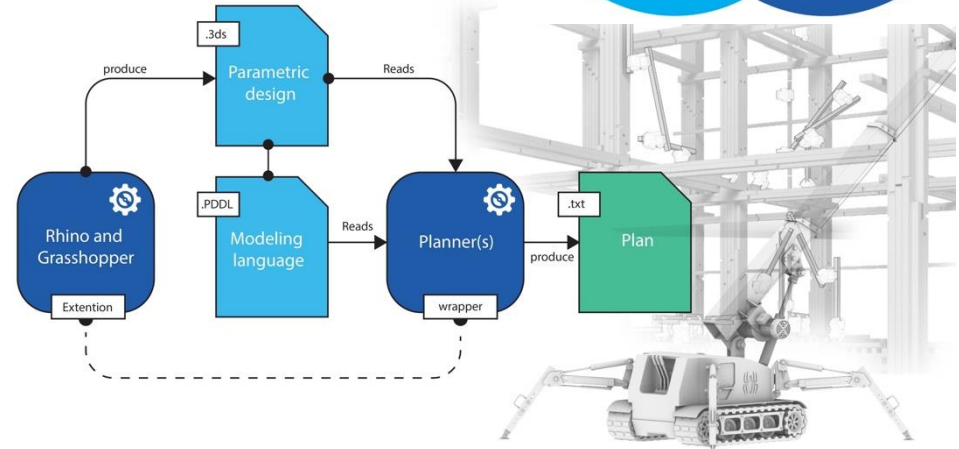 .3ds
Parametric
design
produce
Reads
.PDDL
Modeling
language
Reads
Rhino and
Grasshopper
Extention
Planner(s)
wrapper
produce
.txt
Plan